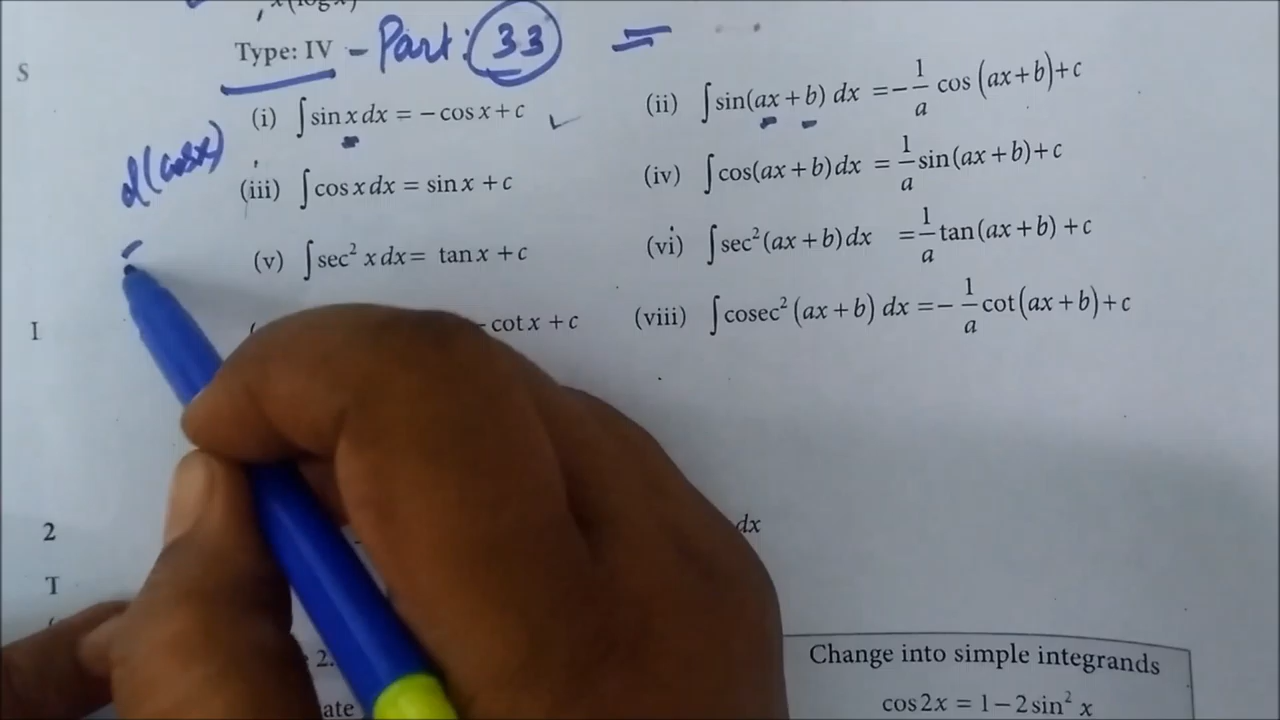 Type: IV - Part: 33 =
(i) ∫ sin x dx = − cos x + c
(ii) ∫ sin(ax + b) dx = − 1/a cos (ax + b) + c
d(cosx)
(iii) ∫ cos x dx = sin x + c
(iv) ∫ cos(ax + b) dx = 1/a sin(ax + b) + c
(v) ∫ sec² x dx = tan x + c
(vi) ∫ sec² (ax + b) dx = 1/a tan (ax + b) + c
cot x + c
(viii) ∫ cosec² (ax + b) dx = − 1/a cot (ax + b) + c
S
I
2
dx
T
2.
Change into simple integrands
cos 2x = 1 − 2 sin² x